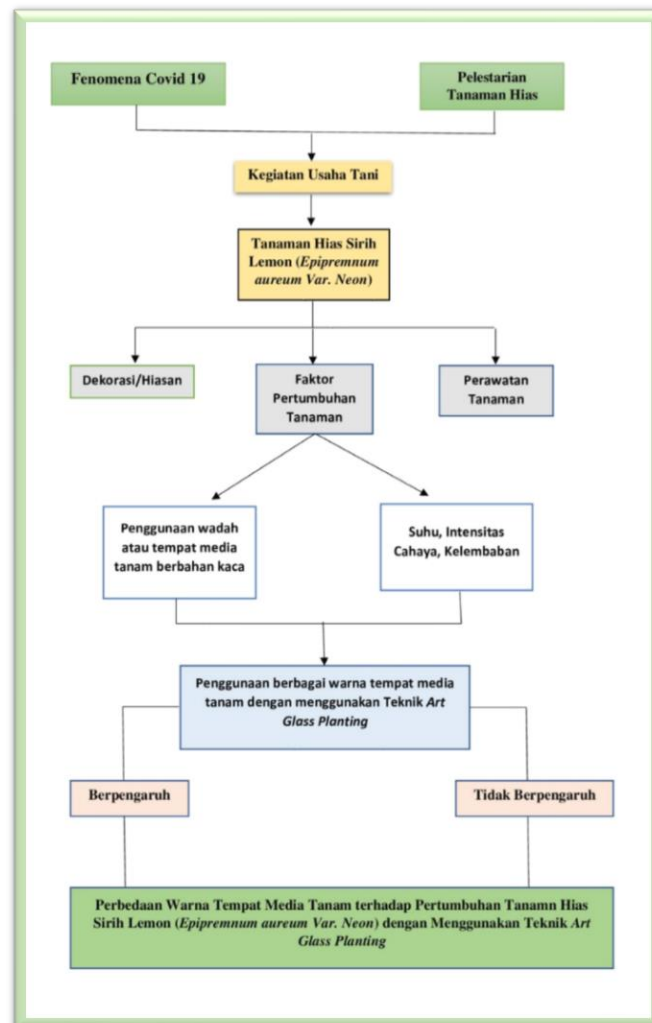 Fenomena Covid 19
Pelestarian
Tanaman Hias
Kegiatan Usaha Tani
Tanaman Hias Sirih
Lemon (Epipremnum
aureum Var. Neon)
Dekorasi/Hiasan
Faktor
Pertumbuhan
Tanaman
Perawatan
Tanaman
Penggunaan wadah
atau tempat media
tanam berbahan kaca
Suhu, Intensitas
Cahaya, Kelembaban
Penggunaan berbagai warna tempat media
tanam dengan menggunakan Teknik Art
Glass Planting
Berpengaruh
Tidak Berpengaruh
Perbedaan Warna Tempat Media Tanam terhadap Pertumbuhan Tanamn Hias
Sirih Lemon (Epipremnum aureum Var. Neon) dengan Menggunakan Teknik Art
Glass Planting